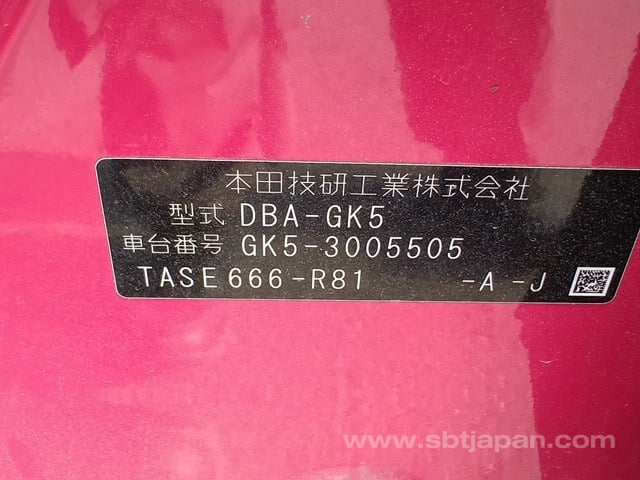 本田技研工業株式会社
型式 DBA-GK5
車台番号 GK5-3005505
TASE666-R81 -A -J
www.sbtjapan.com